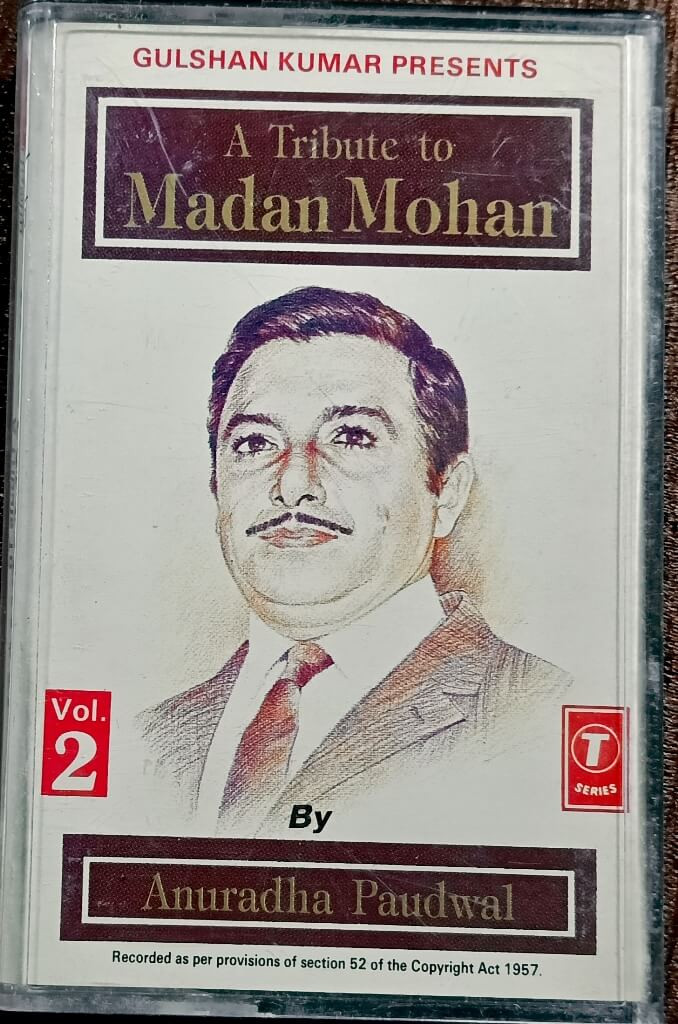 GULSHAN KUMAR PRESENTS
A Tribute to
Madan Mohan
Vol.
2
T
SERIES
By
Anuradha Paudwal
Recorded as per provisions of section 52 of the Copyright Act 1957.